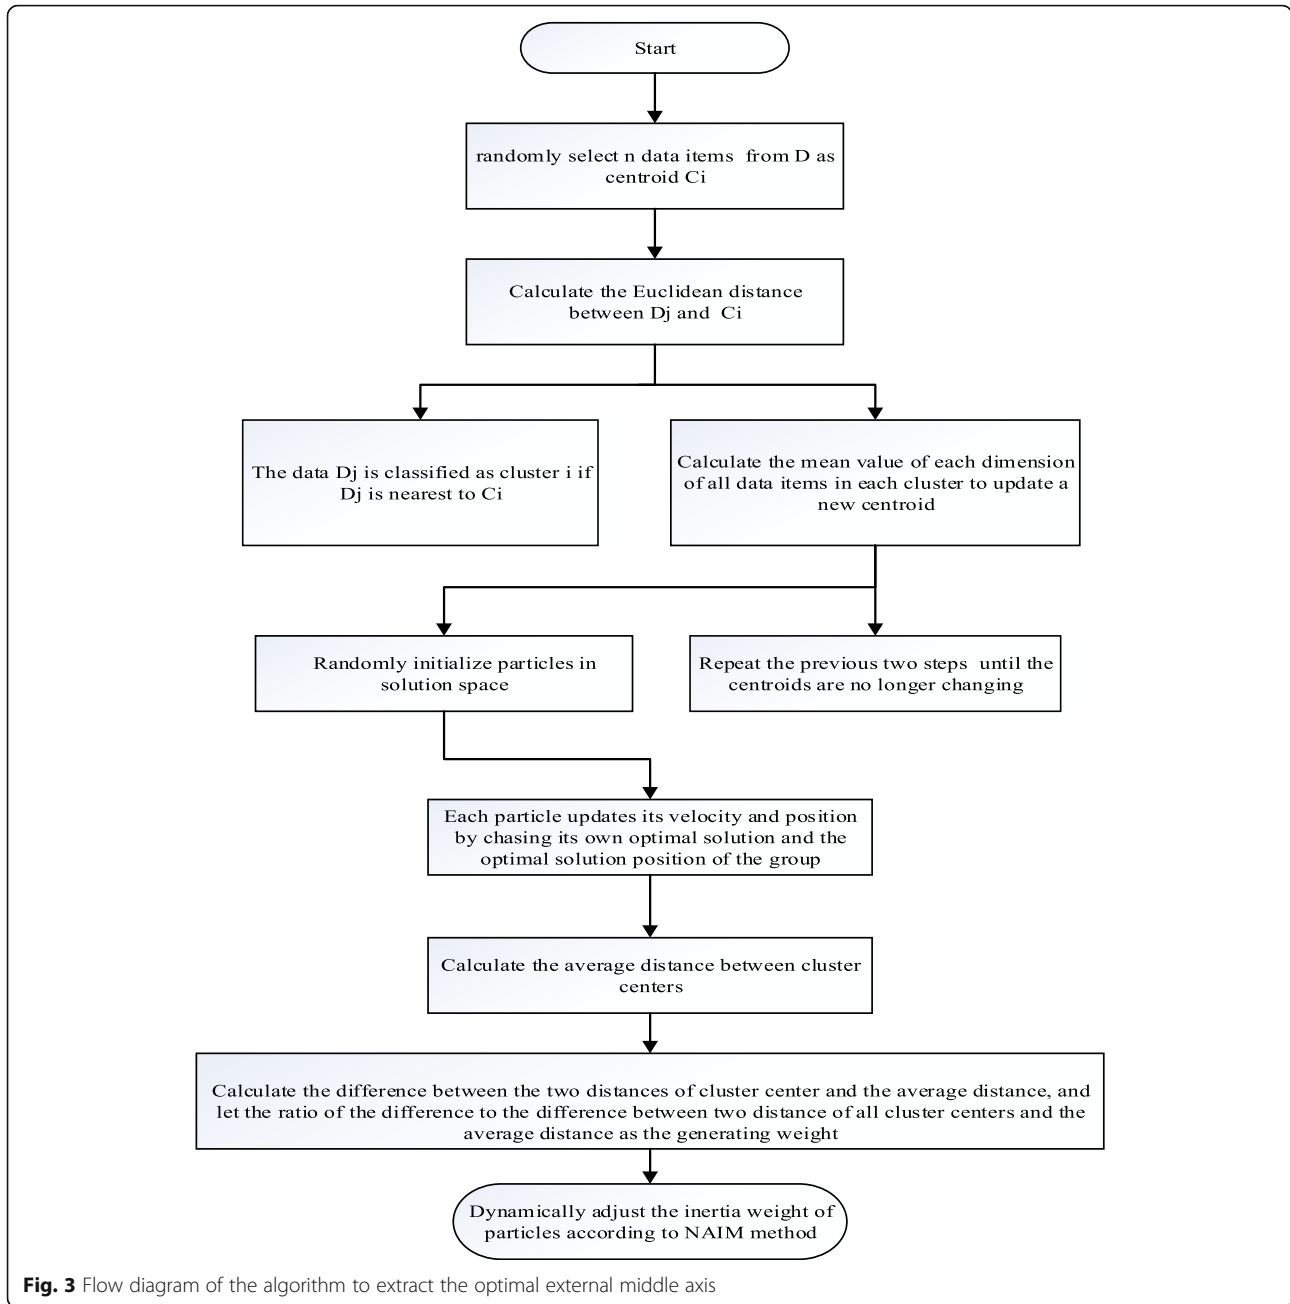 Start
randomly select n data items from D as
centroid Ci
Calculate the Euclidean distance
between Dj and Ci
The data Dj is classified as cluster i if
Dj is nearest to Ci
Calculate the mean value of each dimension
of all data items in each cluster to update a
new centroid
Randomly initialize particles in
solution space
Repeat the previous two steps until the
centroids are no longer changing
Each particle updates its velocity and position
by chasing its own optimal solution and the
optimal solution position of the group
Calculate the average distance between cluster
centers
Calculate the difference between the two distances of cluster center and the average distance, and
let the ratio of the difference to the difference between two distance of all cluster centers and the
average distance as the generating weight
Dynamically adjust the inertia weight of
particles according to NAIM method
Fig. 3 Flow diagram of the algorithm to extract the optimal external middle axis